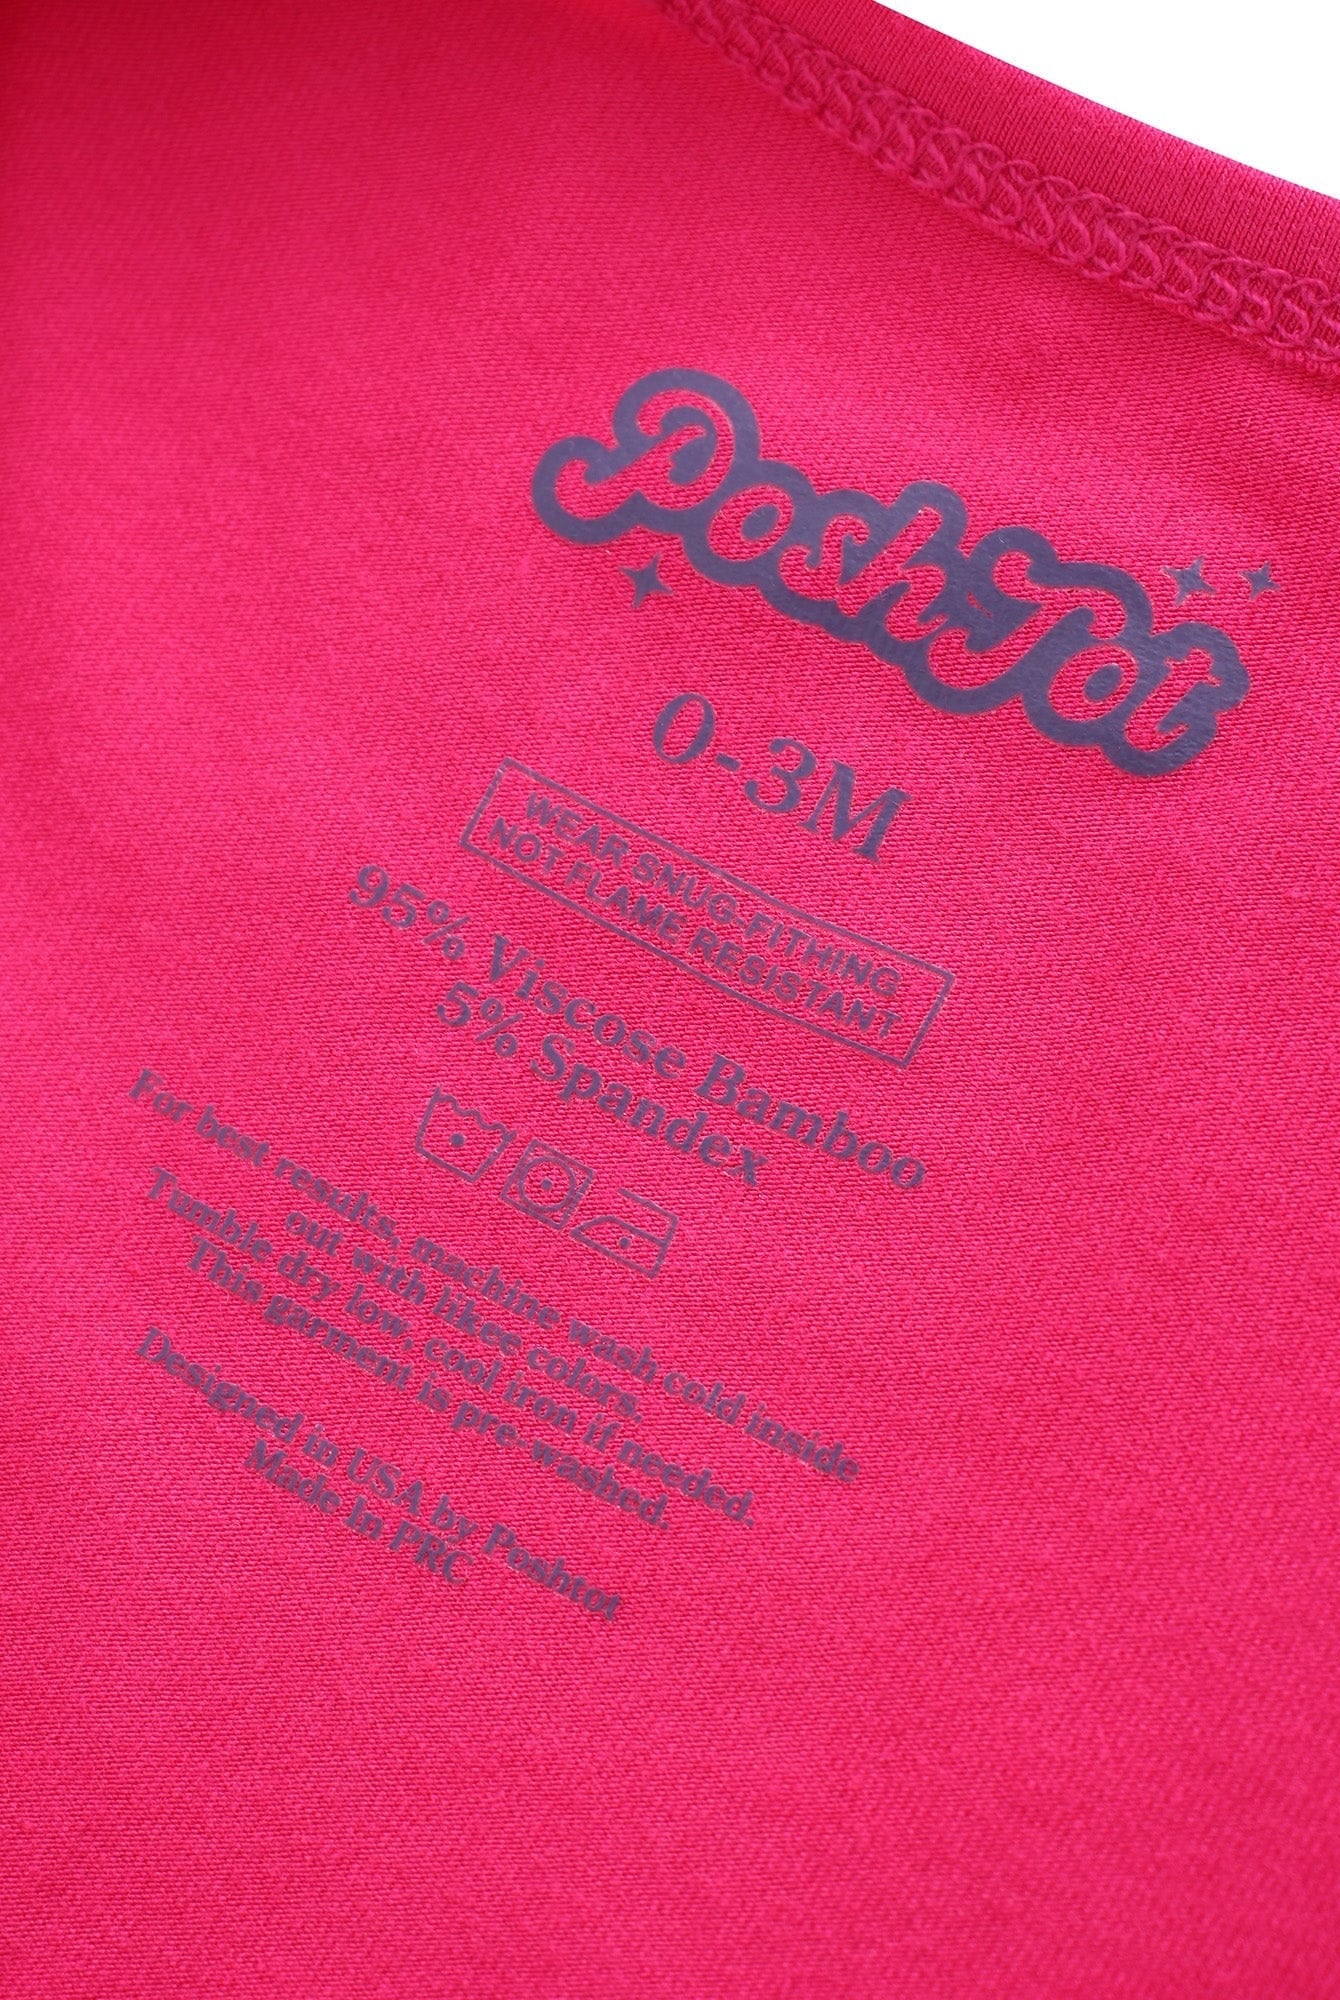 PoshTot
0-3M
WEAR SNUG-FITHING
NOT FLAME RESISTANT
95% Viscose Bamboo
5% Spandex
For best results, machine wash cold inside
out with likee colors.
Tumble dry low, cool iron if needed.
This garment is pre-washed.
Designed in USA by Poshtot
Made In PRC